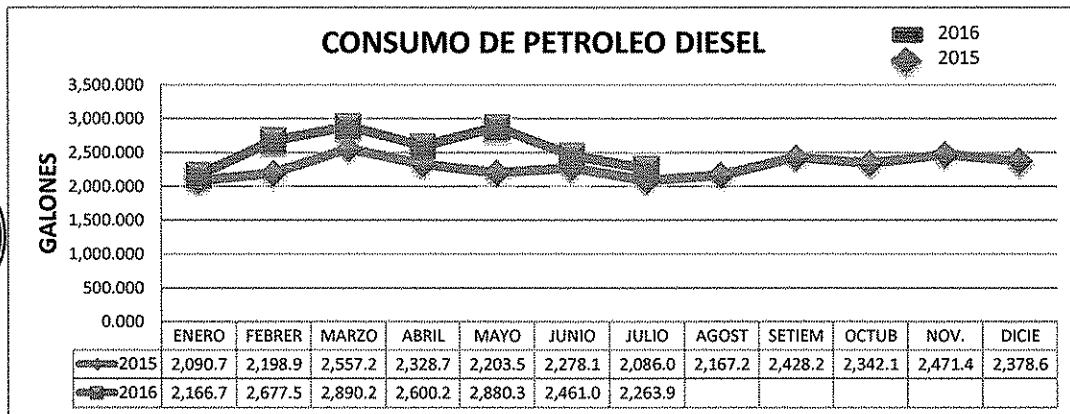 CONSUMO DE PETROLEO DIESEL
2016
2015
GALONES
3,500.000
3,000.000
2,500.000
2,000.000
1,500.000
1,000.000
500.000
0.000
ENERO FEBRER MARZO ABRIL MAYO JUNIO JULIO AGOST SETIEM OCTUB NOV. DICIE
2015 2,090.7 2,198.9 2,557.2 2,328.7 2,203.5 2,278.1 2,086.0 2,167.2 2,428.2 2,342.1 2,471.4 2,378.6
2016 2,166.7 2,677.5 2,890.2 2,600.2 2,880.3 2,461.0 2,263.9